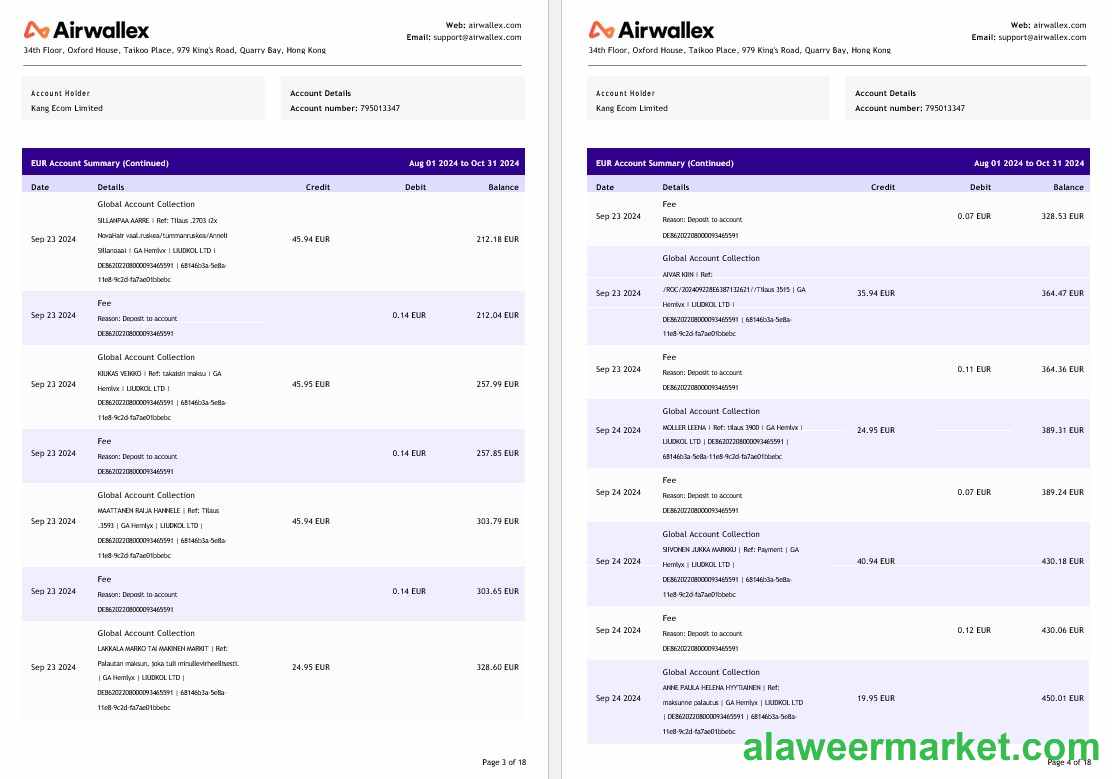 Airwallex
Web: airwallex.com
Email: support@airwallex.com
34th Floor, Oxford House, Taikoo Place, 979 King's Road, Quarry Bay, Hong Kong
Account Holder
Kang Ecom Limited
Account Details
Account number: 795013347
EUR Account Summary (Continued) Aug 01 2024 to Oct 31 2024
Date Details Credit Debit Balance
Global Account Collection
SILLANPAA AARRE | Ref: Tilaus .2703 (2x
NovaHair vaal.ruskea/tummanruskea/Anneli
Sillanpaa) | GA Hemlyx | LIUDKOL LTD |
Sep 23 2024 45.94 EUR 212.18 EUR
DE86202208000093465591 | 68146b3a-5e8a-
11e8-9c2d-fa7ae01bbebc
Fee
Sep 23 2024 Reason: Deposit to account 0.14 EUR 212.04 EUR
DE86202208000093465591
Global Account Collection
KIUKAS VEIKKO | Ref: takaisin maksu | GA
Sep 23 2024 Hemlyx | LIUDKOL LTD | 45.95 EUR 257.99 EUR
DE86202208000093465591 | 68146b3a-5e8a-
11e8-9c2d-fa7ae01bbebc
Fee
Sep 23 2024 Reason: Deposit to account 0.14 EUR 257.85 EUR
DE86202208000093465591
Global Account Collection
MAATTANEN RAIJA HANNELE | Ref: Tilaus
Sep 23 2024 .3593 | GA Hemlyx | LIUDKOL LTD | 45.94 EUR 303.79 EUR
DE86202208000093465591 | 68146b3a-5e8a-
11e8-9c2d-fa7ae01bbebc
Fee
Sep 23 2024 Reason: Deposit to account 0.14 EUR 303.65 EUR
DE86202208000093465591
Global Account Collection
LAKKALA MARKO TAI MAKINEN MARKIT | Ref:
Palautan maksun, joka tuli minullevirheellisesti.
Sep 23 2024 | GA Hemlyx | LIUDKOL LTD | 24.95 EUR 328.60 EUR
DE86202208000093465591 | 68146b3a-5e8a-
11e8-9c2d-fa7ae01bbebc
Page 3 of 18
Airwallex
Web: airwallex.com
Email: support@airwallex.com
34th Floor, Oxford House, Taikoo Place, 979 King's Road, Quarry Bay, Hong Kong
Account Holder
Kang Ecom Limited
Account Details
Account number: 795013347
EUR Account Summary (Continued) Aug 01 2024 to Oct 31 2024
Date Details Credit Debit Balance
Fee
Sep 23 2024 Reason: Deposit to account 0.07 EUR 328.53 EUR
DE86202208000093465591
Global Account Collection
AIVAR KIIN | Ref:
/ROC/202409228E6387132621//Tilaus 3515 | GA
Sep 23 2024 Hemlyx | LIUDKOL LTD | 35.94 EUR 364.47 EUR
DE86202208000093465591 | 68146b3a-5e8a-
11e8-9c2d-fa7ae01bbebc
Fee
Sep 23 2024 Reason: Deposit to account 0.11 EUR 364.36 EUR
DE86202208000093465591
Global Account Collection
MOLLER LEENA | Ref: tilaus 3900 | GA Hemlyx |
Sep 24 2024 LIUDKOL LTD | DE86202208000093465591 | 24.95 EUR 389.31 EUR
68146b3a-5e8a-11e8-9c2d-fa7ae01bbebc
Fee
Sep 24 2024 Reason: Deposit to account 0.07 EUR 389.24 EUR
DE86202208000093465591
Global Account Collection
SIIVONEN JUKKA MARKKU | Ref: Payment | GA
Sep 24 2024 Hemlyx | LIUDKOL LTD | 40.94 EUR 430.18 EUR
DE86202208000093465591 | 68146b3a-5e8a-
11e8-9c2d-fa7ae01bbebc
Fee
Sep 24 2024 Reason: Deposit to account 0.12 EUR 430.06 EUR
DE86202208000093465591
Global Account Collection
ANNE PAULA HELENA HYYTIAINEN | Ref:
Sep 24 2024 maksunne palautus | GA Hemlyx | LIUDKOL LTD 19.95 EUR 450.01 EUR
| DE86202208000093465591 | 68146b3a-5e8a-
11e8-9c2d-fa7ae01bbebc
alaweermarket.com
Page 4 of 18